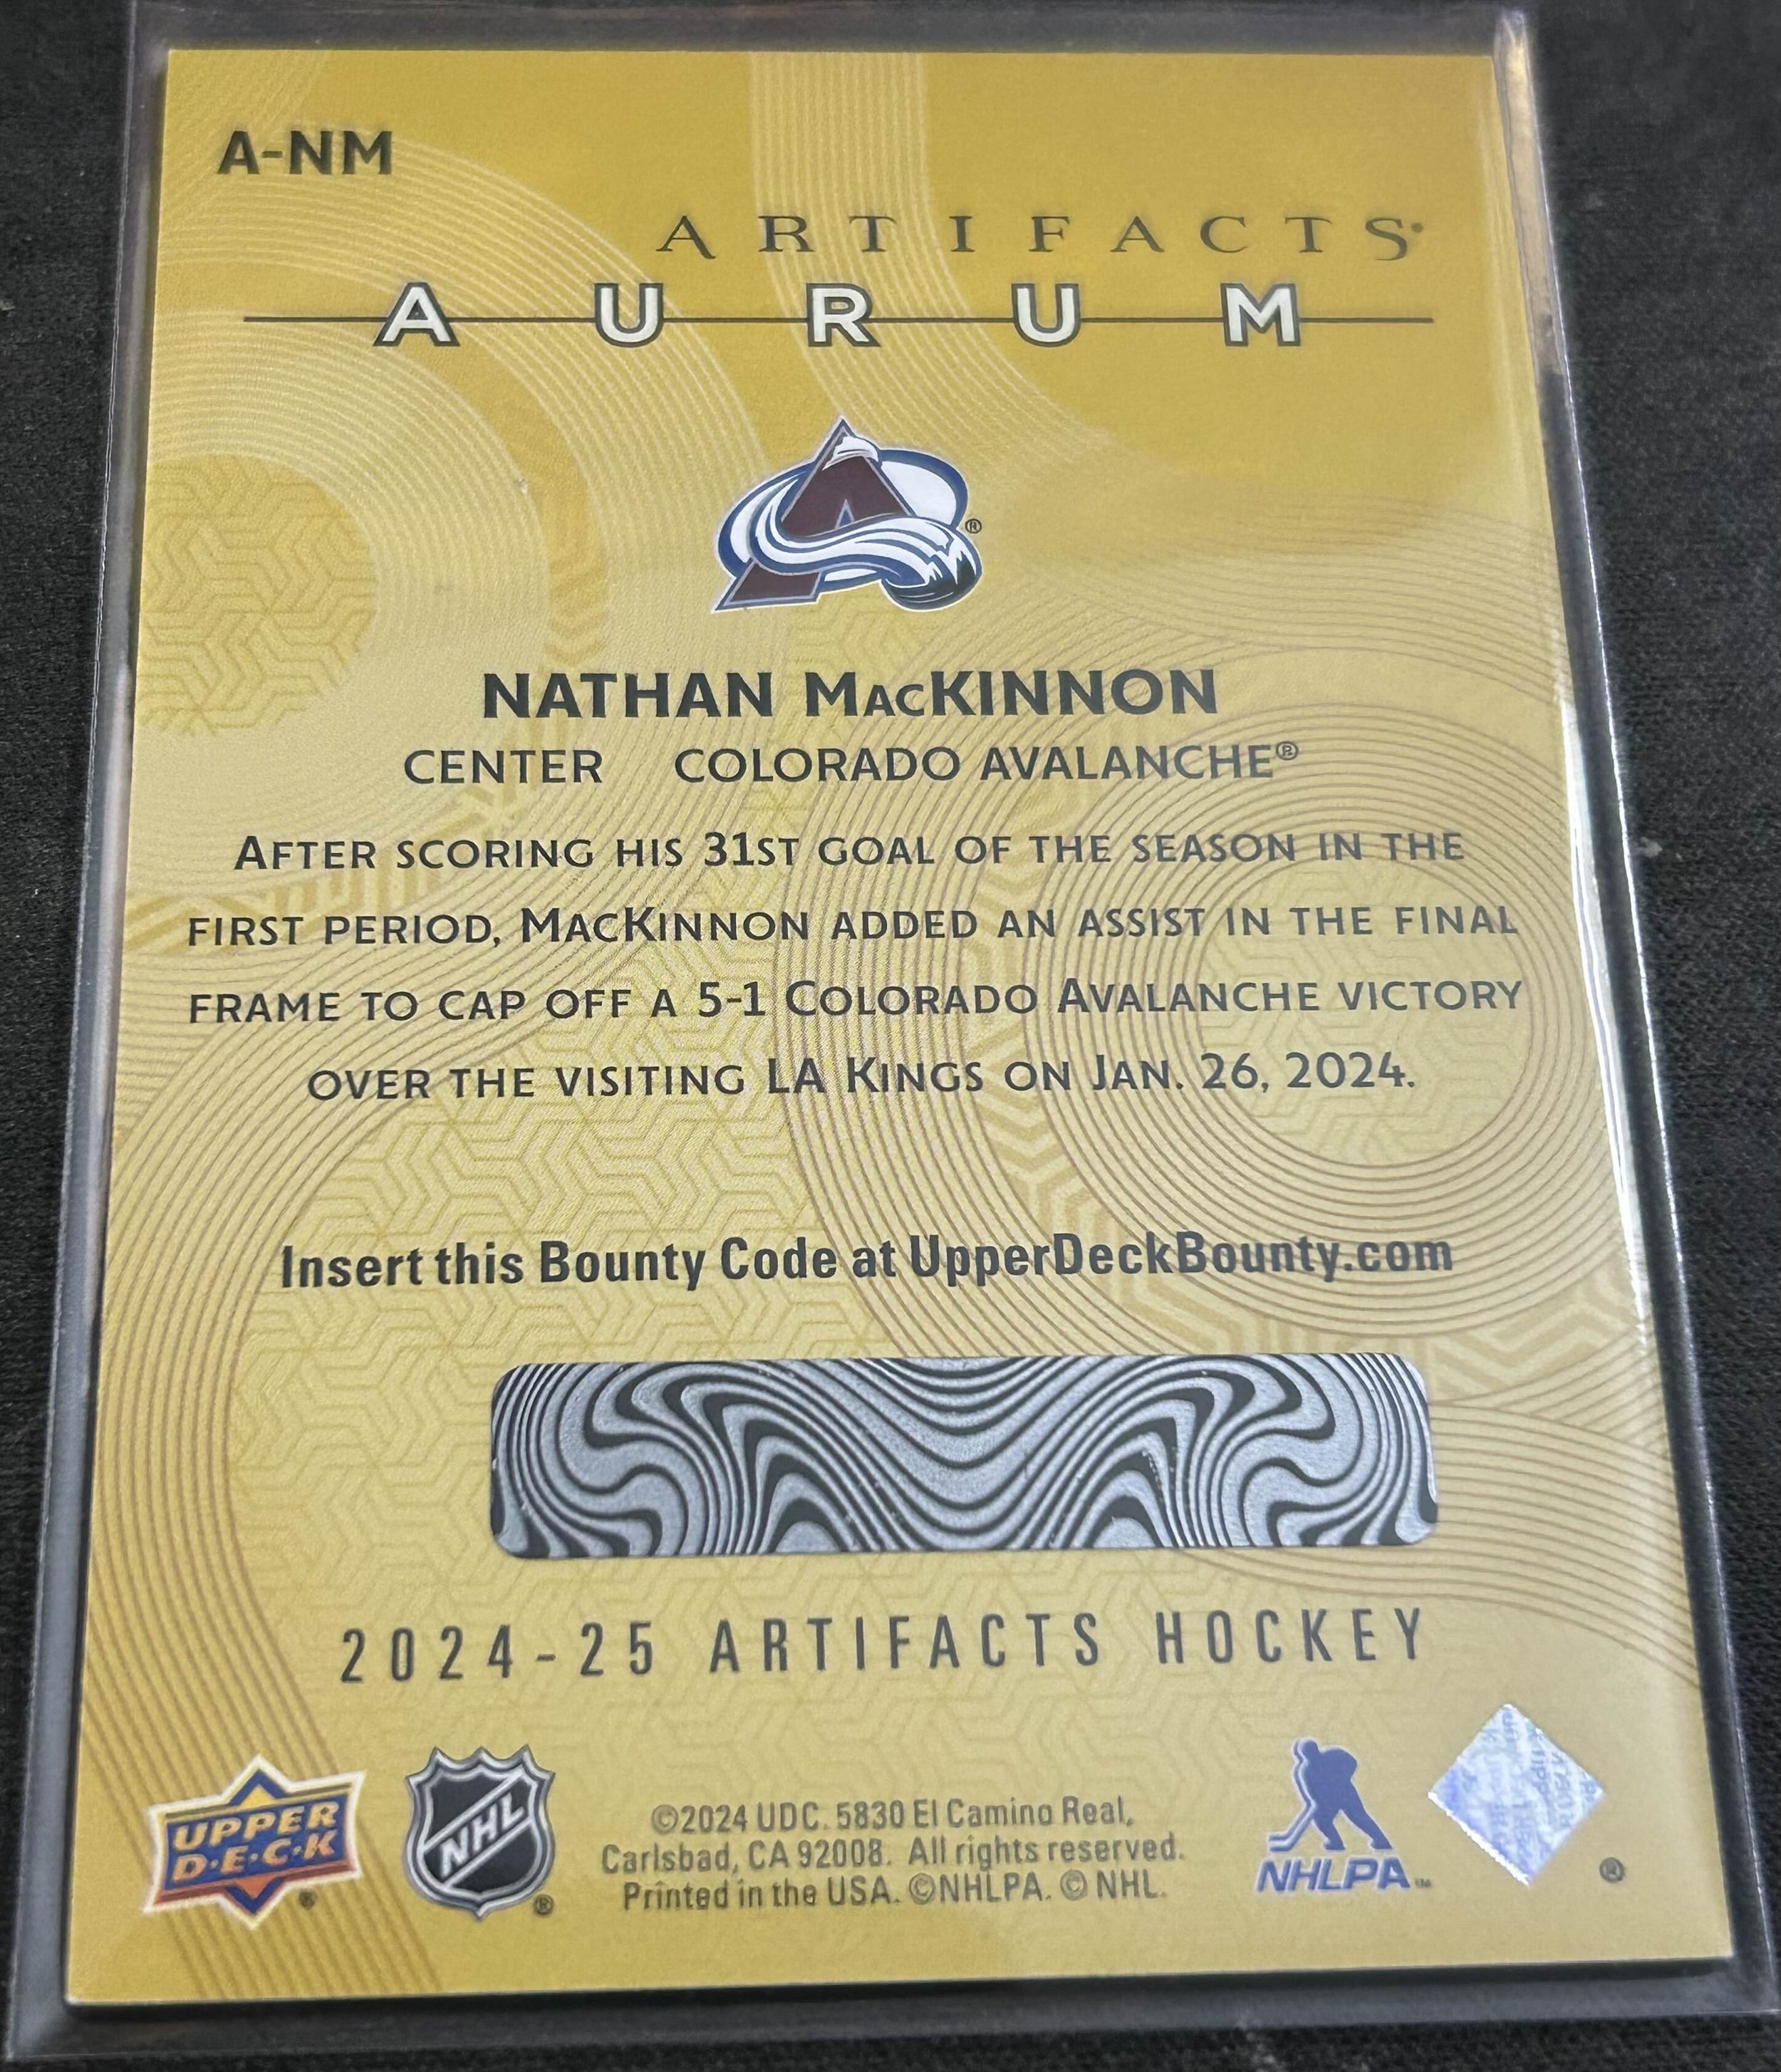 A-NM
ARTIFACTS
AURUM
®
NATHAN MacKINNON
CENTER COLORADO AVALANCHE®
AFTER SCORING HIS 31ST GOAL OF THE SEASON IN THE
FIRST PERIOD, MACKINNON ADDED AN ASSIST IN THE FINAL
FRAME TO CAP OFF A 5-1 COLORADO AVALANCHE VICTORY
OVER THE VISITING LA KINGS ON JAN. 26, 2024.
Insert this Bounty Code at UpperDeckBounty.com
2024-25 ARTIFACTS HOCKEY
UPPER
D·E·C·K
®
NHL
®
©2024 UDC. 5830 El Camino Real,
Carlsbad, CA 92008. All rights reserved.
Printed in the USA. ©NHLPA. © NHL.
NHLPA™
®